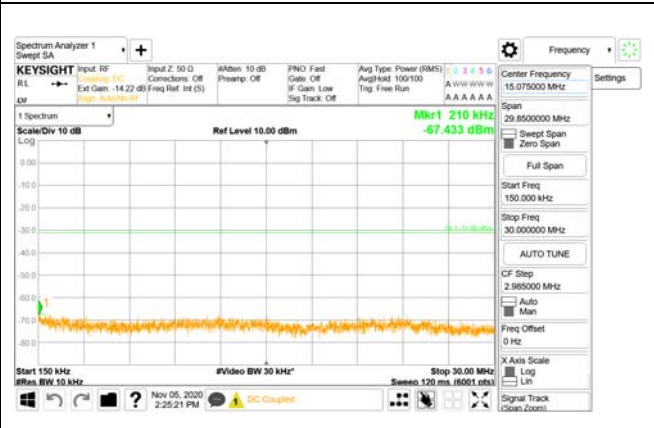 Spectrum Analyzer 1
Swept SA
+
Frequency
KEYSIGHT
RL
Input: RF
Coupling: DC
Ext Gain: -14.22 dB
Align: Auto/No RF
Input Z: 50 Ω
Corrections: Off
Freq Ref: Int (S)
#Atten: 10 dB
Preamp: Off
PNO: Fast
Gate: Off
IF Gain: Low
Sig Track: Off
Avg Type: Power (RMS)
Avg|Hold: 100/100
Trig: Free Run
1 2 3 4 5 6
A W W W W W
A A A A A A
1 Spectrum
Scale/Div 10 dB
Ref Level 10.00 dBm
Mkr1 210 kHz
-67.433 dBm
Log
0.00
-10.0
-20.0
-30.0
-40.0
-50.0
-60.0
-70.0
-80.0
1
Start 150 kHz
#Res BW 10 kHz
#Video BW 30 kHz*
Stop 30.00 MHz
Sweep 120 ms (6001 pts)
Nov 05, 2020
2:25:21 PM
DC Coupled
Center Frequency
15.075000 MHz
Settings
Span
29.8500000 MHz
Swept Span
Zero Span
Full Span
Start Freq
150.000 kHz
Stop Freq
30.000000 MHz
AUTO TUNE
CF Step
2.985000 MHz
Auto
Man
Freq Offset
0 Hz
X Axis Scale
Log
Lin
Signal Track
(Span Zoom)